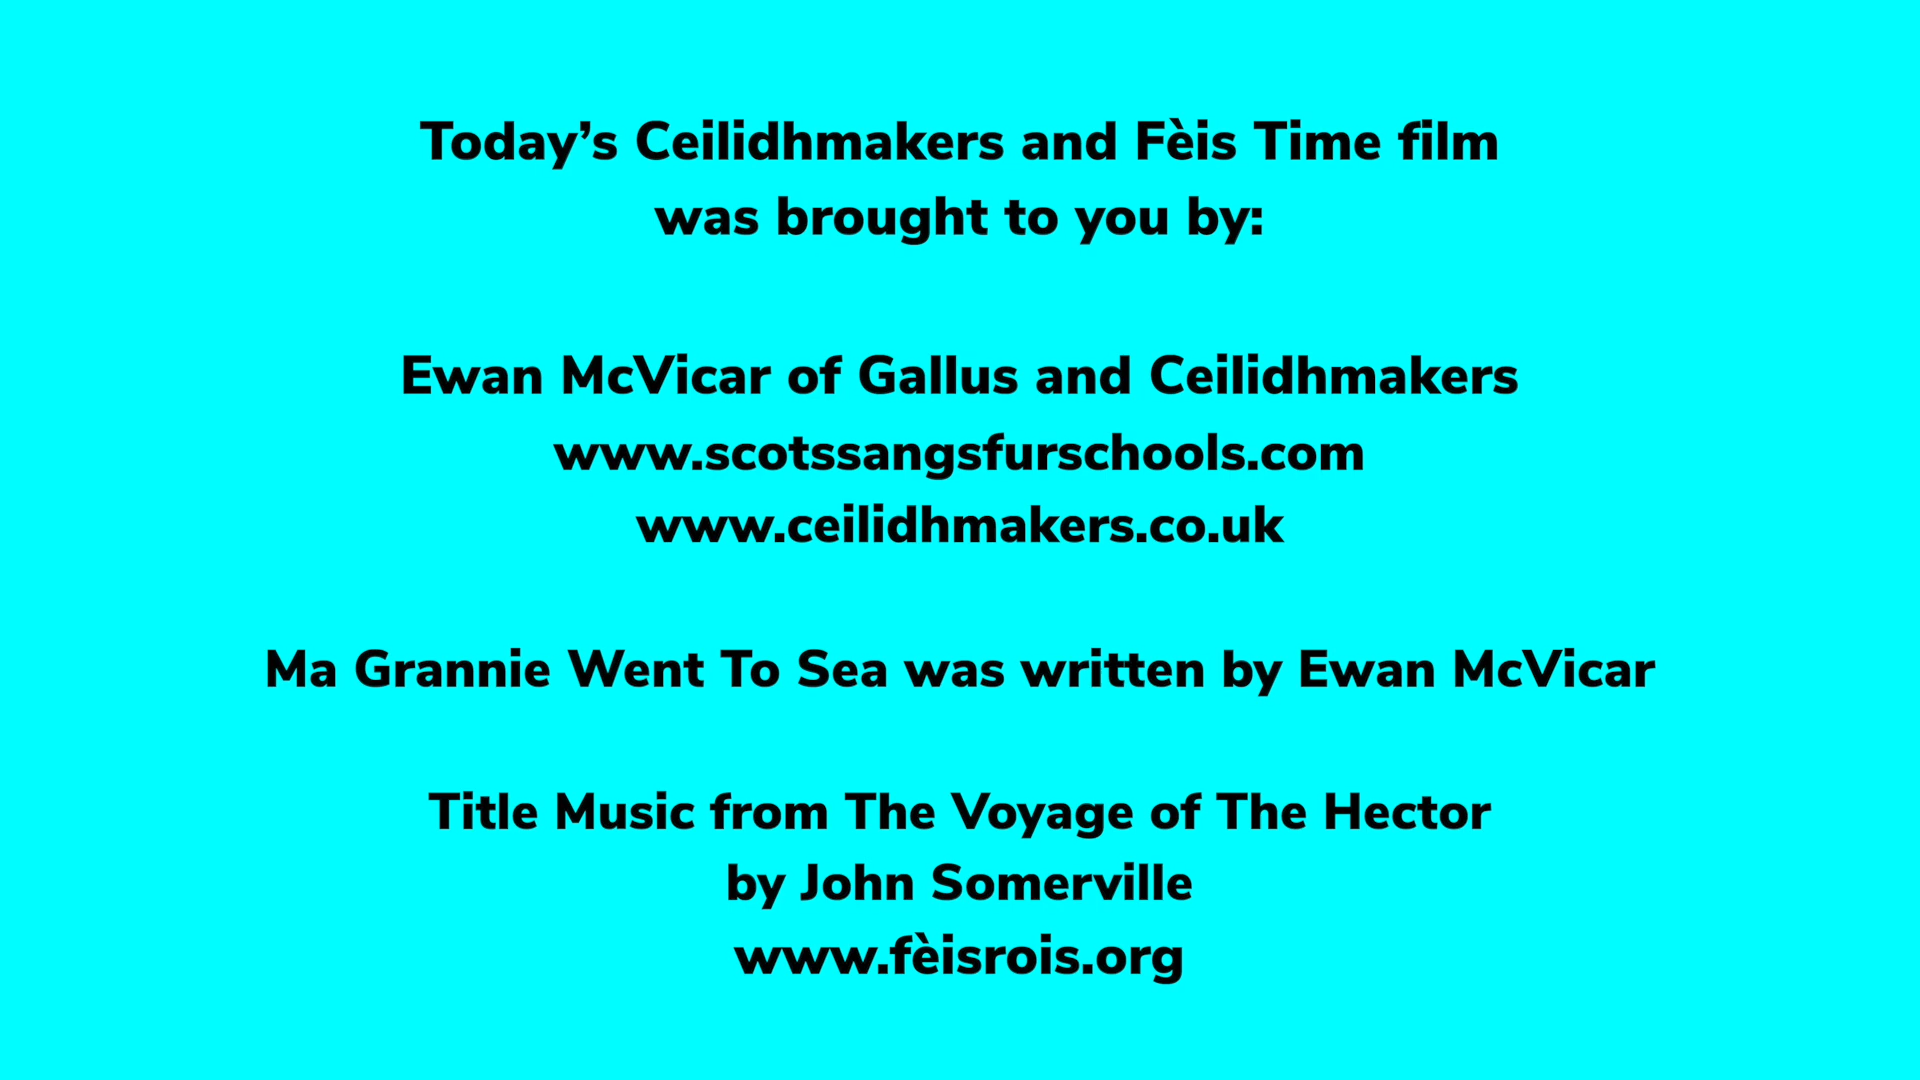 Today’s Ceilidhmakers and Fèis Time film
was brought to you by:
Ewan McVicar of Gallus and Ceilidhmakers
www.scotssangsfurschools.com
www.ceilidhmakers.co.uk
Ma Grannie Went To Sea was written by Ewan McVicar
Title Music from The Voyage of The Hector
by John Somerville
www.fèisrois.org